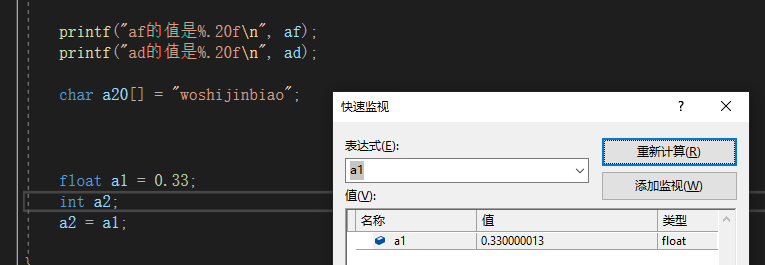 printf("af的值是%.20f\n", af);
printf("ad的值是%.20f\n", ad);
char a20[] = "woshijinbiao";
float a1 = 0.33;
int a2;
a2 = a1;
}
快速监视
?
表达式(E):
a1
重新计算(R)
添加监视(W)
值(V):
名称 值 类型
a1 0.330000013 float